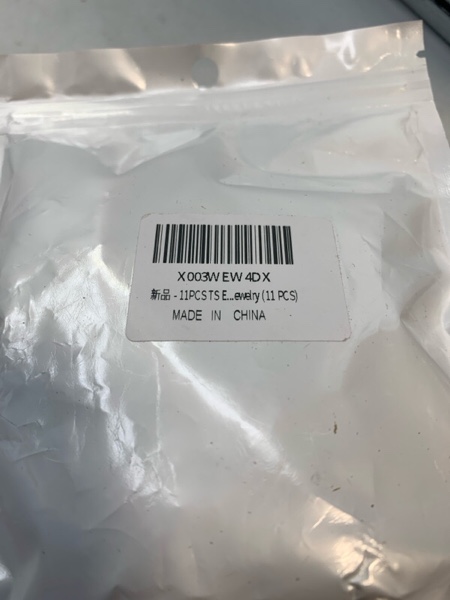 X003WEW4DX
新品 - 11PCS TS E...ewelry (11 PCS)
MADE IN CHINA